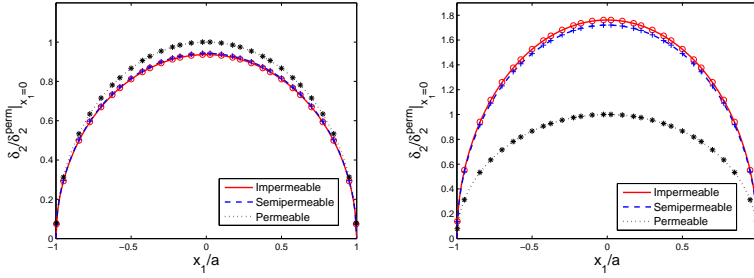 1
0.8
0.6
0.4
0.2
0
-1
-0.5
0
0.5
1
x1/a
δ2/δ2perm|x1=0
Impermeable
Semipermeable
Permeable
1.8
1.6
1.4
1.2
1
0.8
0.6
0.4
0.2
0
-1
-0.5
0
0.5
x1/a
δ2/δ2perm|x1=0
Impermeable
Semipermeable
Permeable